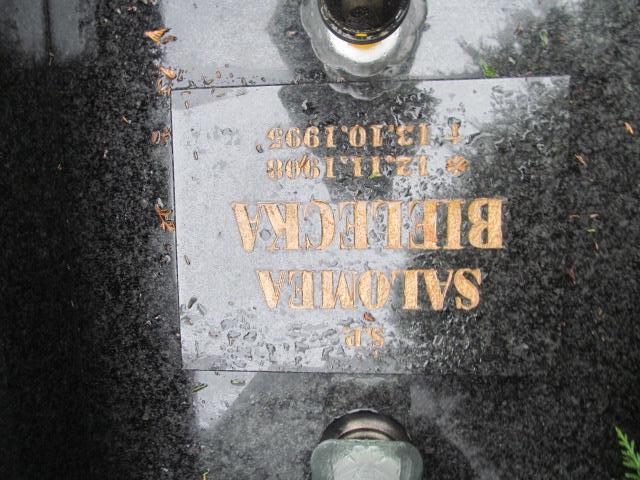 Ś.P.
SALOMEA
BIELECKA
* 12.11.1908
† 13.10.1995